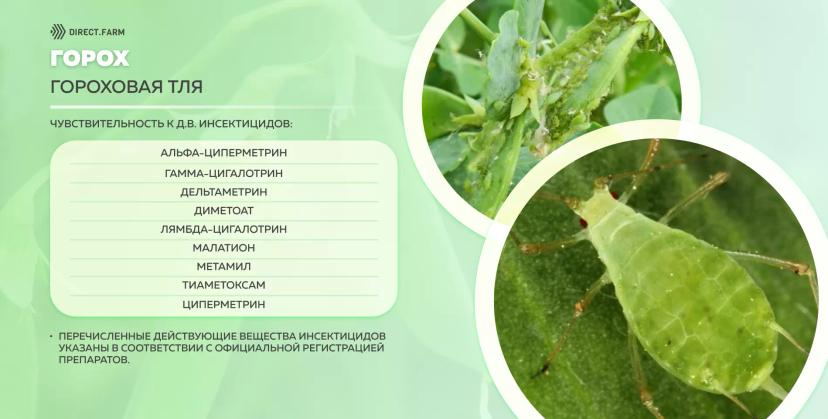 DIRECT.FARM
ГОРОХ
ГОРОХОВАЯ ТЛЯ
ЧУВСТВИТЕЛЬНОСТЬ К Д.В. ИНСЕКТИЦИДОВ:
АЛЬФА-ЦИПЕРМЕТРИН
ГАММА-ЦИГАЛОТРИН
ДЕЛЬТАМЕТРИН
ДИМЕТОАТ
ЛЯМБДА-ЦИГАЛОТРИН
МАЛАТИОН
МЕТАМИЛ
ТИАМЕТОКСАМ
ЦИПЕРМЕТРИН
• ПЕРЕЧИСЛЕННЫЕ ДЕЙСТВУЮЩИЕ ВЕЩЕСТВА ИНСЕКТИЦИДОВ
УКАЗАНЫ В СООТВЕТСТВИИ С ОФИЦИАЛЬНОЙ РЕГИСТРАЦИЕЙ
ПРЕПАРАТОВ.